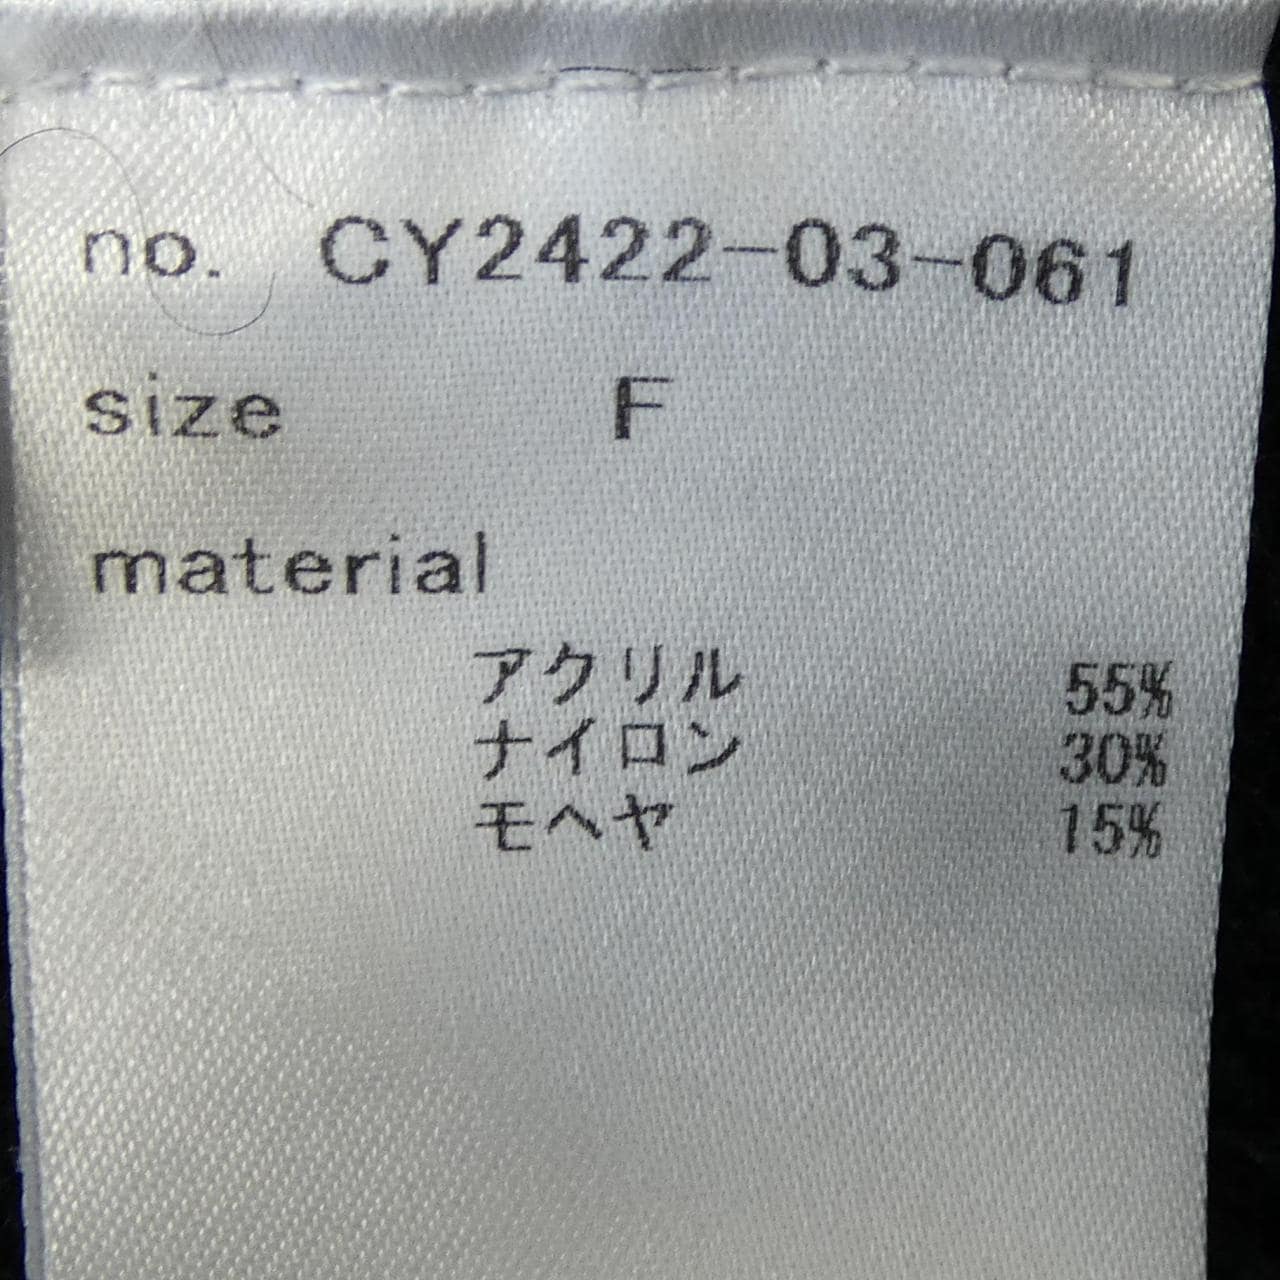 no. CY2422-03-061
size F
material
アクリル 55%
ナイロン 30%
モヘヤ 15%